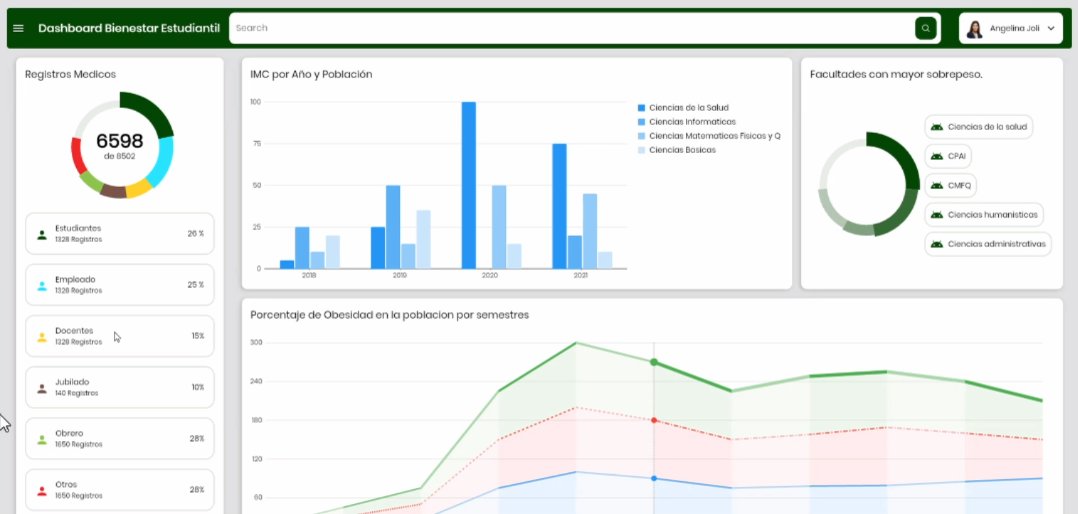 Dashboard Bienestar Estudiantil
Search
Angelina Joli
Registros Medicos
6598
de 8502
Estudiantes
1328 Registros
26 %
Empleado
1328 Registros
25 %
Docentes
1328 Registros
15%
Jubilado
140 Registros
10%
Obrero
1650 Registros
28%
Otros
1650 Registros
28%
IMC por Año y Población
100
75
50
25
0
2018
2019
2020
2021
Ciencias de la Salud
Ciencias Informaticas
Ciencias Matematicas Fisicas y Q
Ciencias Basicas
Facultades con mayor sobrepeso.
Ciencias de la salud
CPAI
CMFQ
Ciencias humanisticas
Ciencias administrativas
Porcentaje de Obesidad en la poblacion por semestres
300
240
180
120
60